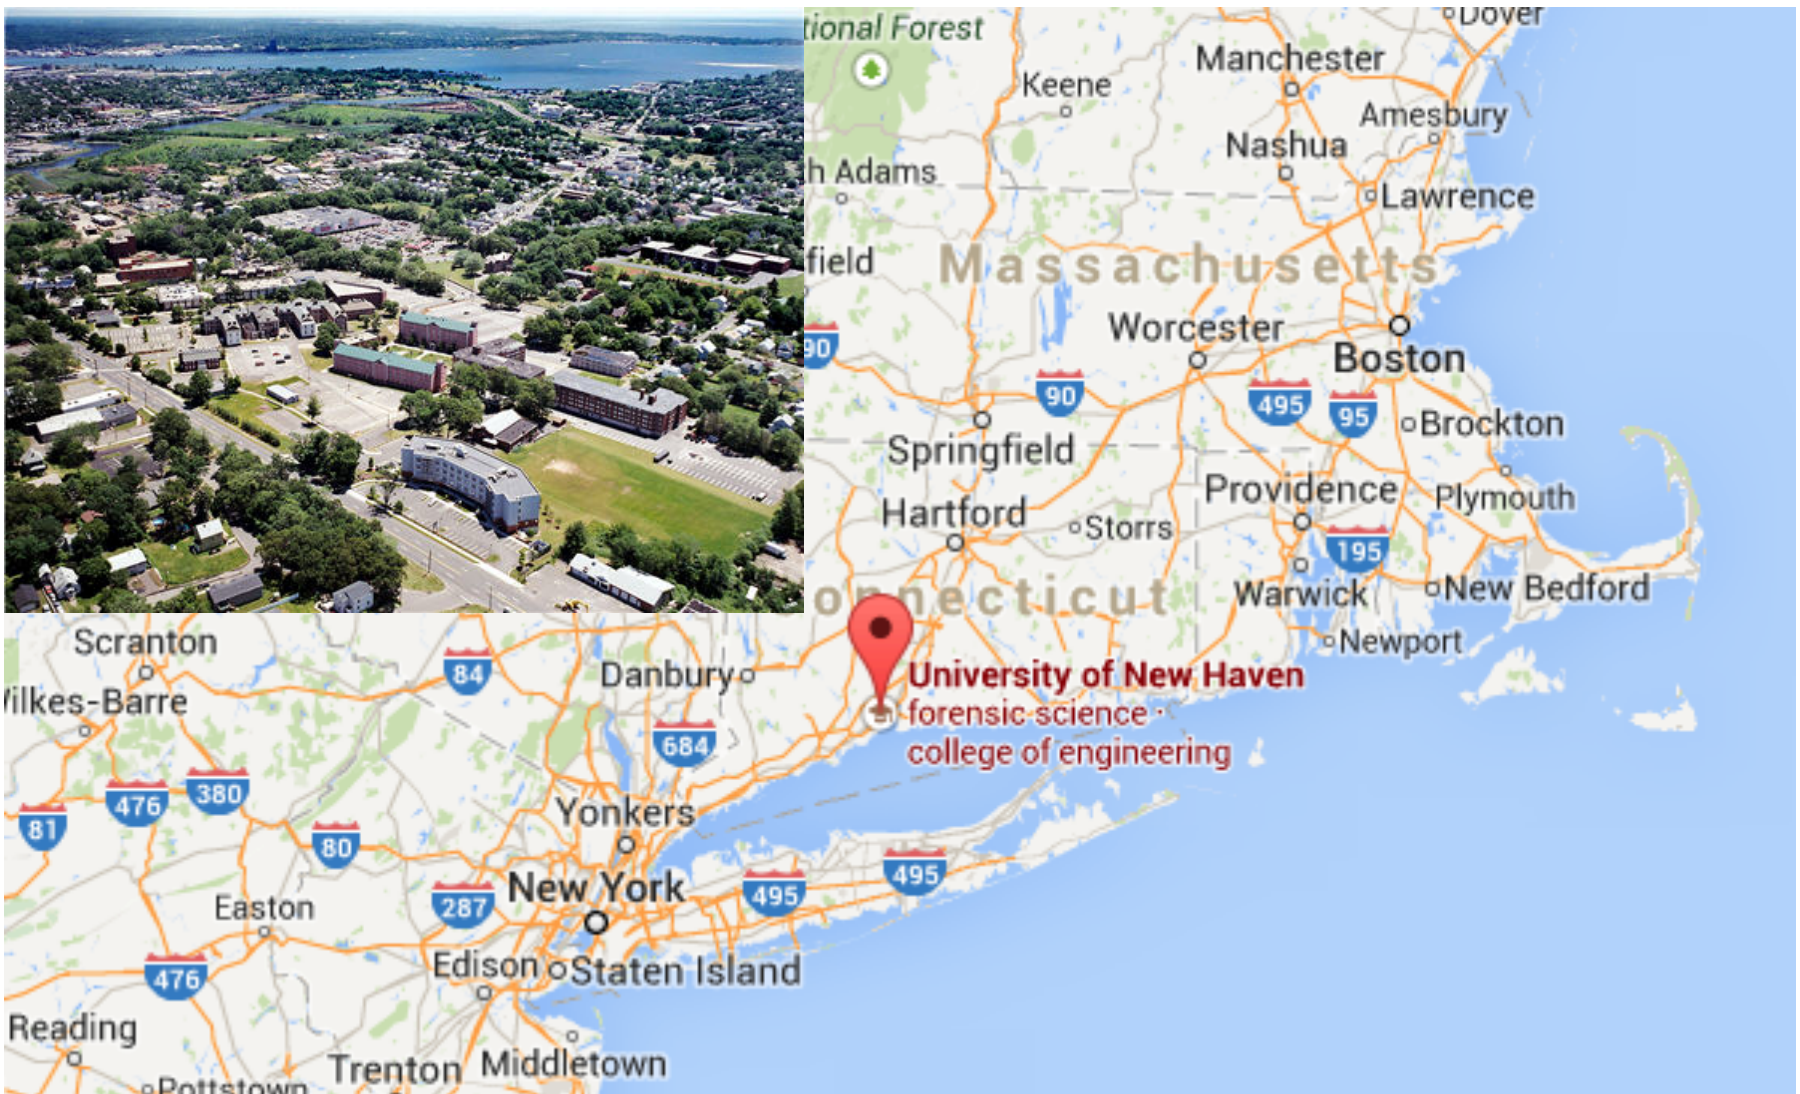 Dover
tional Forest
Manchester
Keene
Amesbury
Nashua
h Adams
Lawrence
field
Massachusetts
Worcester
90
Boston
90
495
95
Brockton
Springfield
Providence
Plymouth
Hartford
Storrs
195
Warwick
New Bedford
onnecticut
Newport
Scranton
84
Danbury
University of New Haven
forensic science ·
college of engineering
Vilkes-Barre
684
476
380
81
80
Yonkers
New York
495
495
287
Easton
Edison
Staten Island
476
Reading
Trenton
Middletown
Pottstown